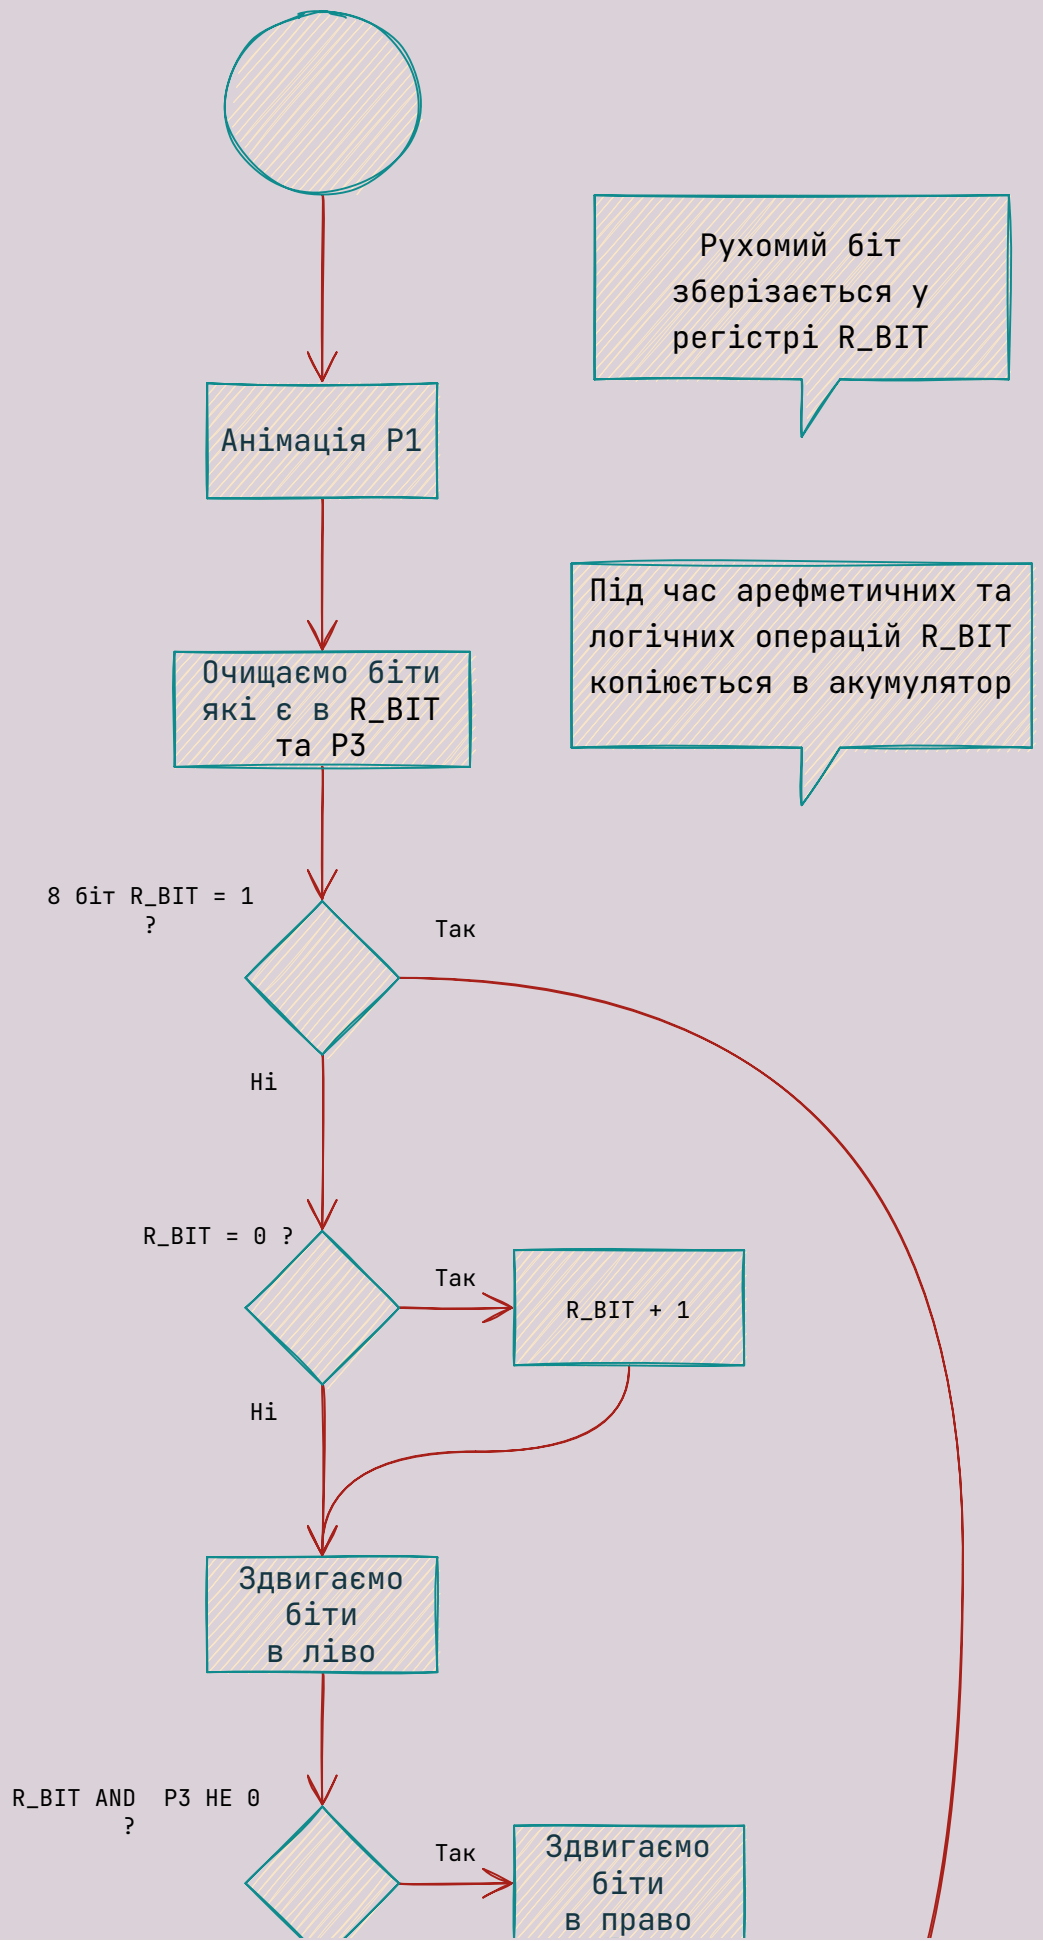 Рухомий біт
зберізається у
регістрі R_BIT
Анімація P1
Під час арефметичних та
логічних операцій R_BIT
копіюється в акумулятор
Очищаємо біти
які є в R_BIT
та P3
8 біт R_BIT = 1
?
Так
Ні
R_BIT = 0 ?
Так
R_BIT + 1
Ні
Здвигаємо
біти
в ліво
R_BIT AND  P3 НЕ 0
?
Так
Здвигаємо
біти
в право